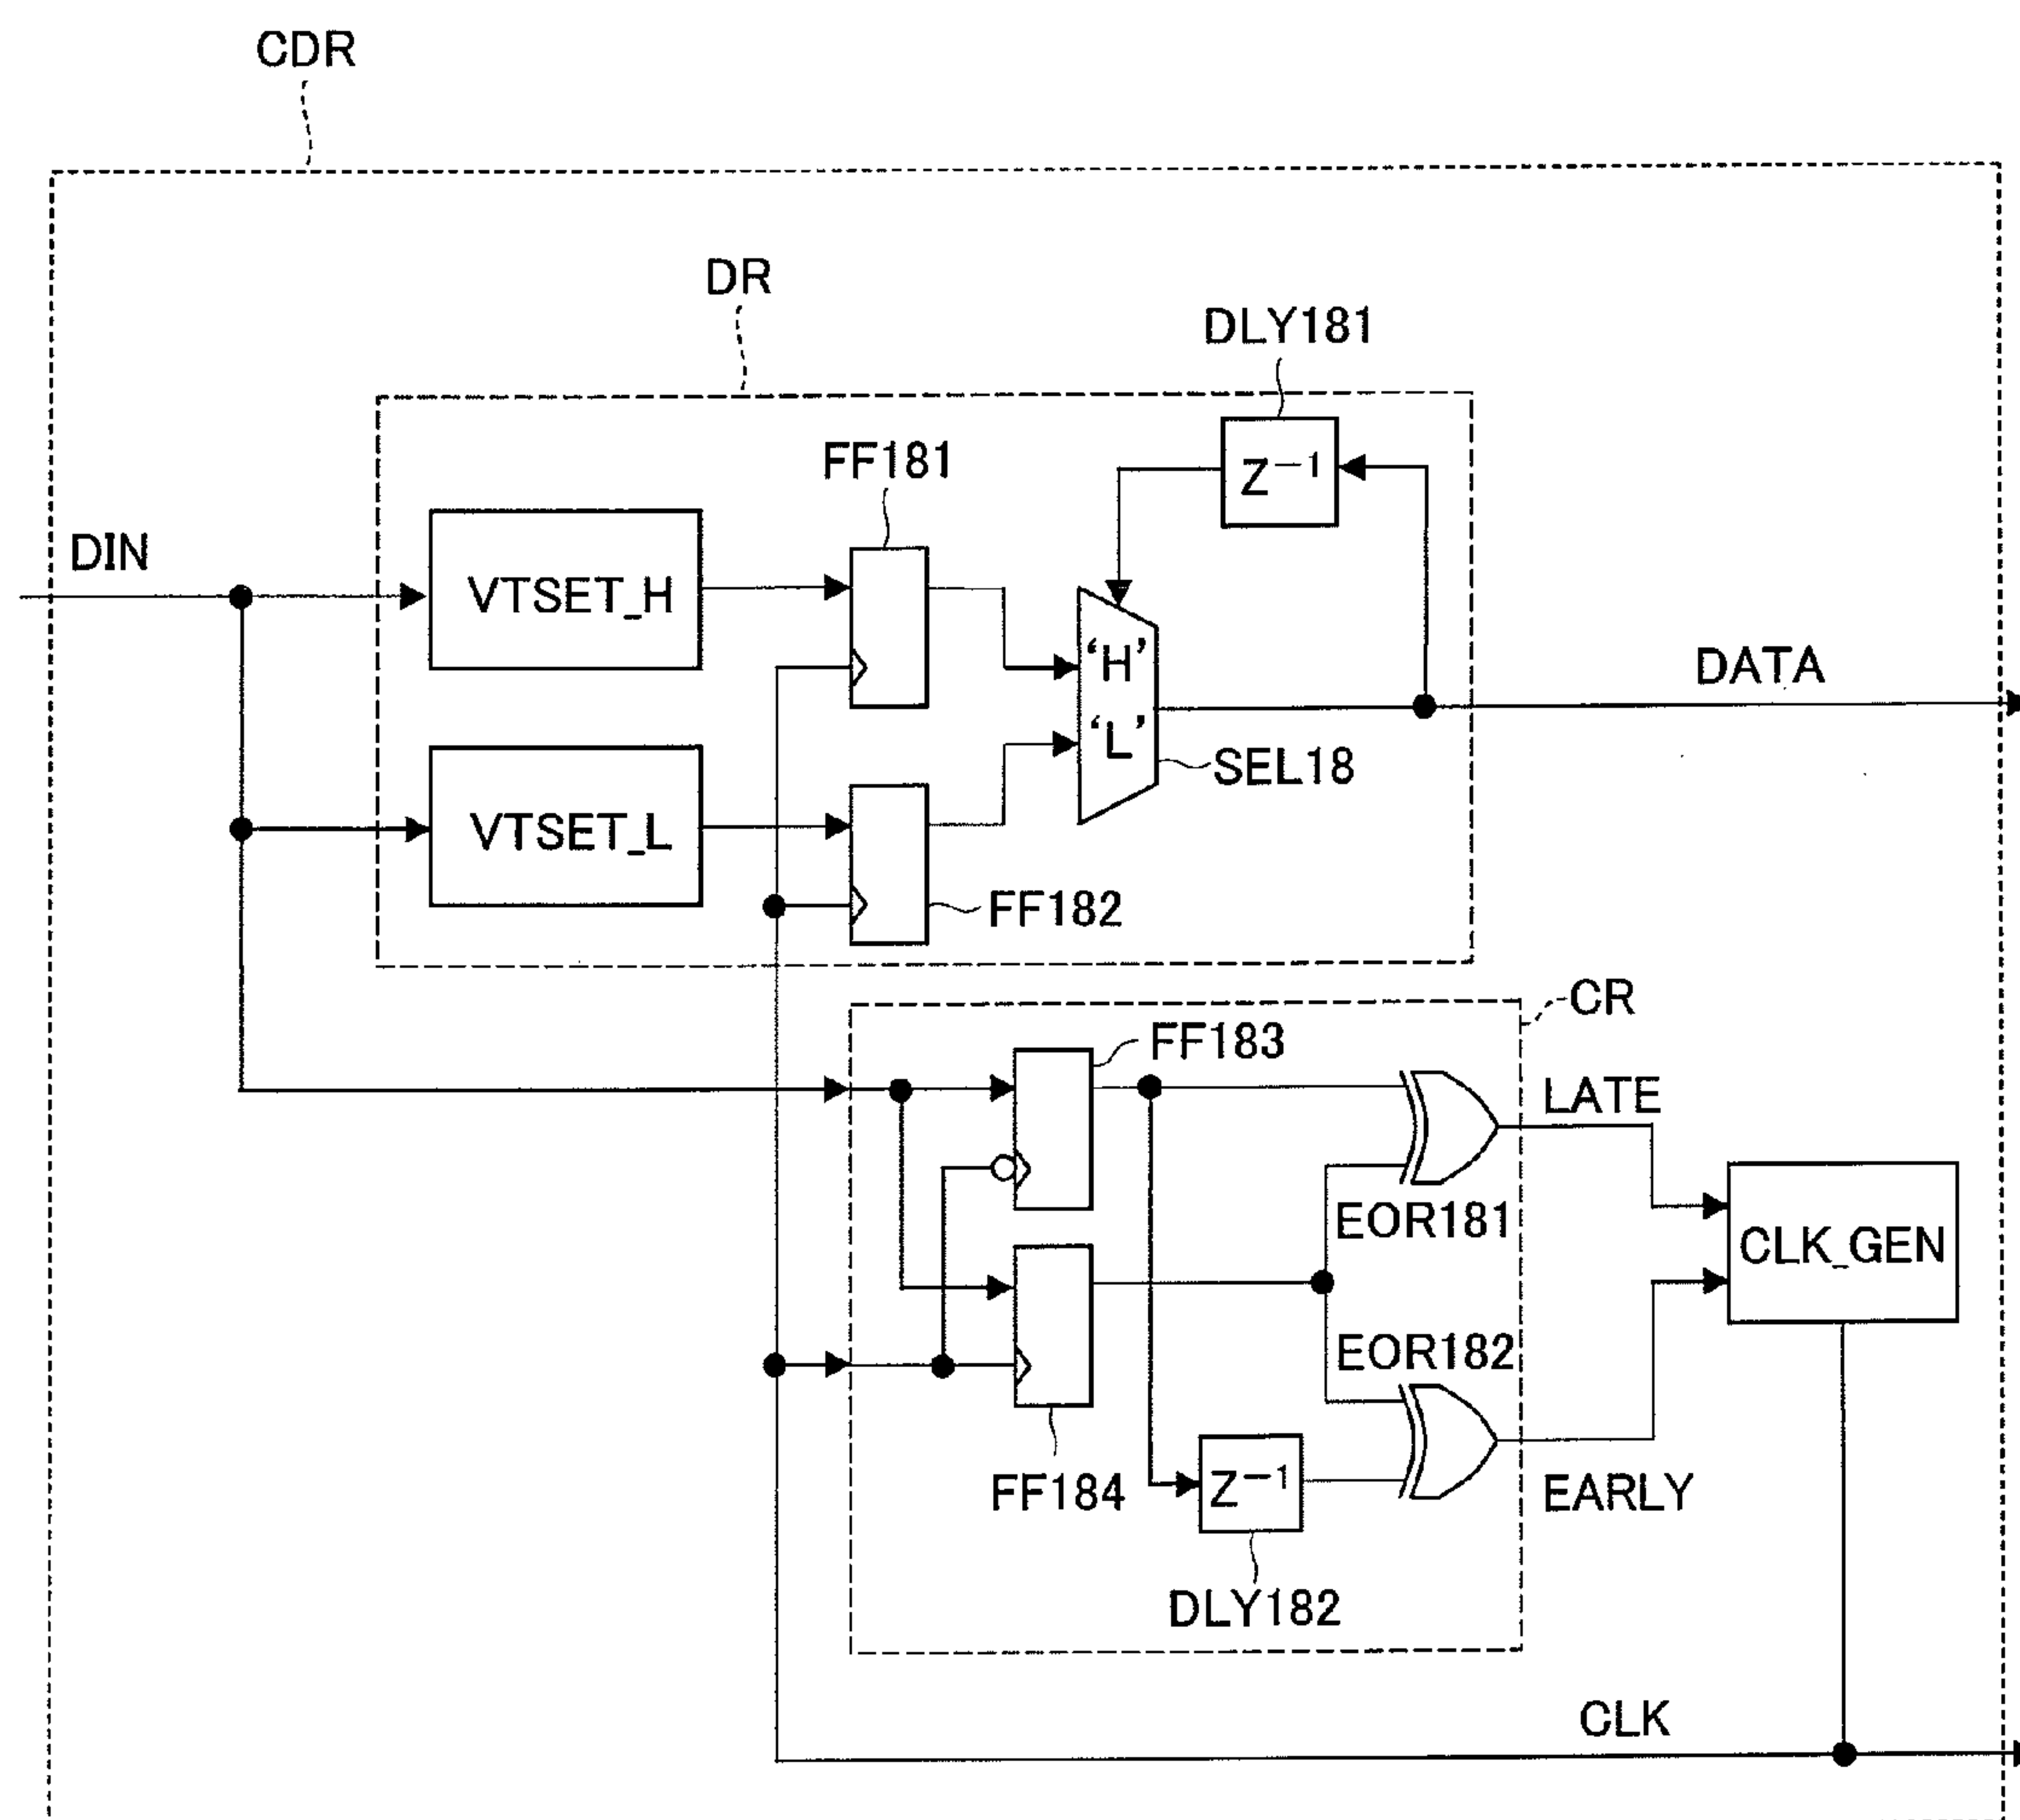 CDR
DR
DLY181
FF181
Z⁻¹
DIN
VTSET_H
'H'
DATA
'L'
SEL18
VTSET_L
FF182
CR
FF183
LATE
EOR181
CLK_GEN
EOR182
FF184
Z⁻¹
EARLY
DLY182
CLK